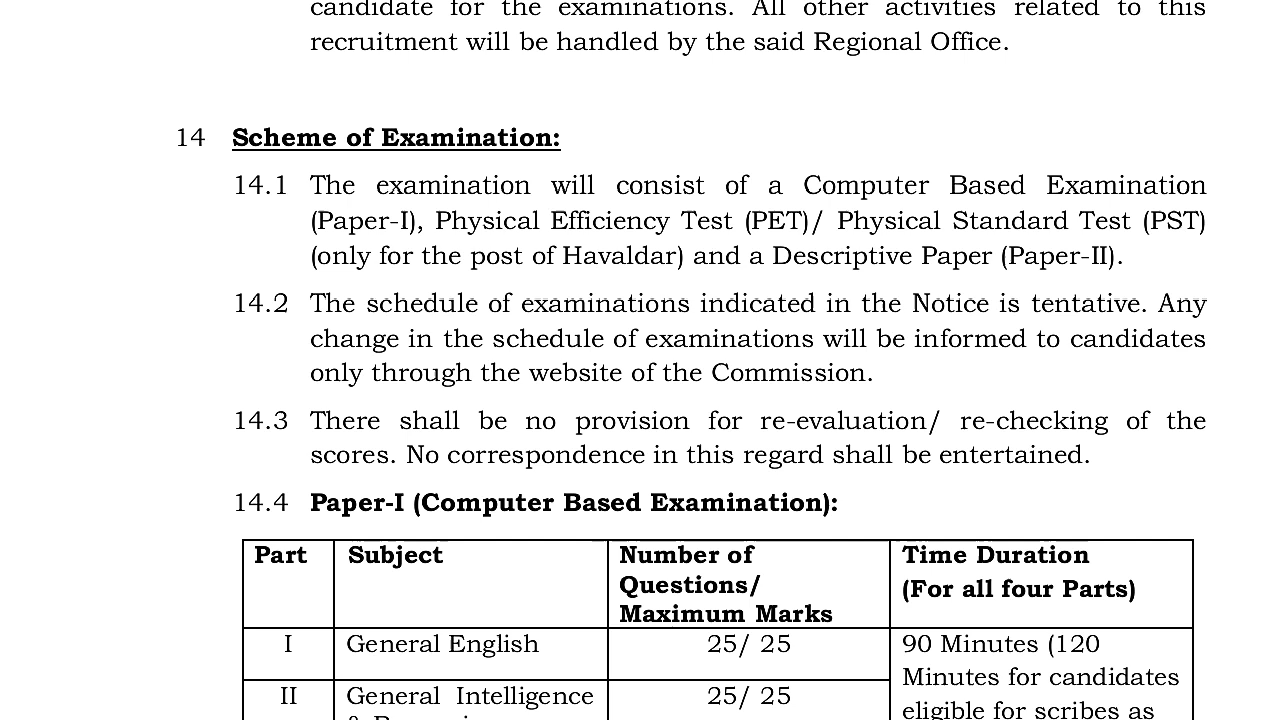 candidate for the examinations. All other activities related to this
recruitment will be handled by the said Regional Office.
14 Scheme of Examination:
14.1 The examination will consist of a Computer Based Examination
(Paper-I), Physical Efficiency Test (PET)/ Physical Standard Test (PST)
(only for the post of Havaldar) and a Descriptive Paper (Paper-II).
14.2 The schedule of examinations indicated in the Notice is tentative. Any
change in the schedule of examinations will be informed to candidates
only through the website of the Commission.
14.3 There shall be no provision for re-evaluation/ re-checking of the
scores. No correspondence in this regard shall be entertained.
14.4 Paper-I (Computer Based Examination):
Part Subject Number of Questions/ Maximum Marks Time Duration (For all four Parts)
I General English 25/ 25 90 Minutes (120
Minutes for candidates
II General Intelligence 25/ 25
eligible for scribes as